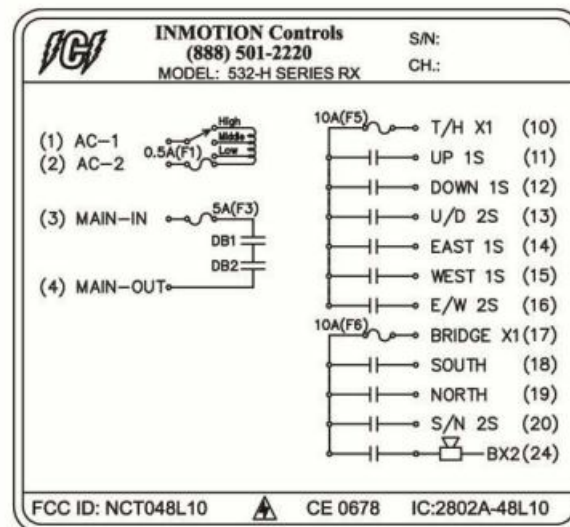 ICI
INMOTION Controls
(888) 501-2220
MODEL: 532-H SERIES RX
S/N:
CH.:
(1) AC-1
High
Middle
Low
(2) AC-2
0.5A(F1)
(3) MAIN-IN
5A(F3)
DB1
DB2
(4) MAIN-OUT
10A(F5)
T/H X1 (10)
UP 1S (11)
DOWN 1S (12)
U/D 2S (13)
EAST 1S (14)
WEST 1S (15)
E/W 2S (16)
10A(F6)
BRIDGE X1(17)
SOUTH (18)
NORTH (19)
S/N 2S (20)
BX2(24)
FCC ID: NCT048L10
CE 0678
IC:2802A-48L10